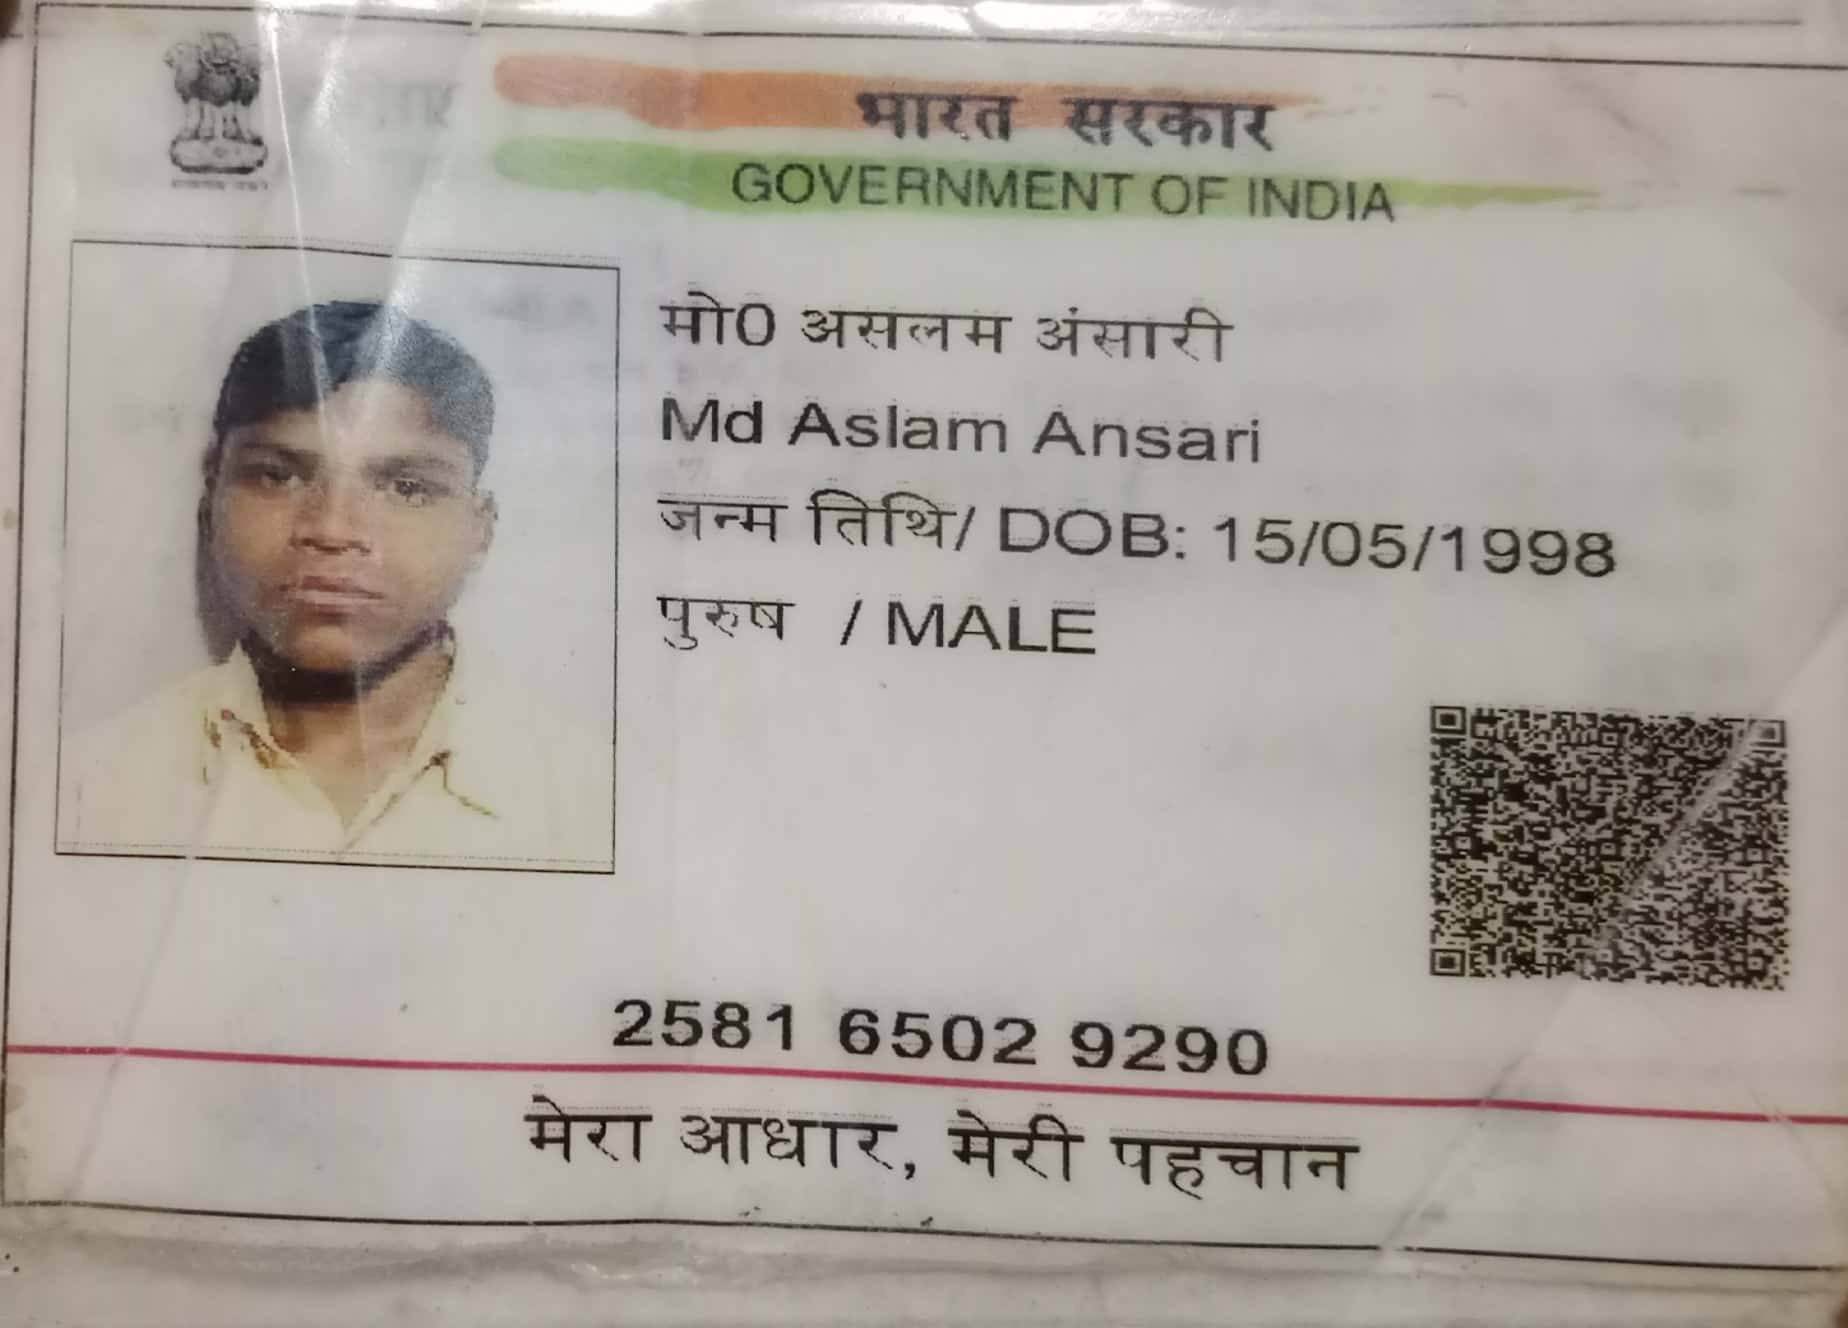 भारत सरकार
GOVERNMENT OF INDIA
मो0 असलम अंसारी
Md Aslam Ansari
जन्म तिथि/ DOB: 15/05/1998
पुरुष / MALE
2581 6502 9290
मेरा आधार, मेरी पहचान